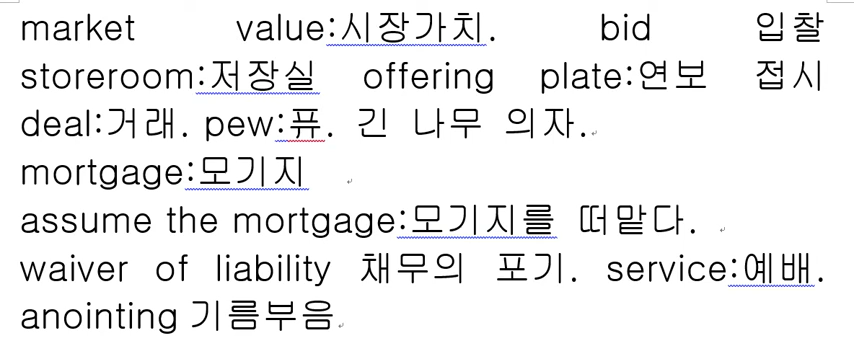 market value:시장가치. bid 입찰
storeroom:저장실 offering plate:연보 접시
deal:거래. pew:퓨. 긴 나무 의자.
mortgage:모기지
assume the mortgage:모기지를 떠맡다.
waiver of liability 채무의 포기. service:예배.
anointing 기름부음